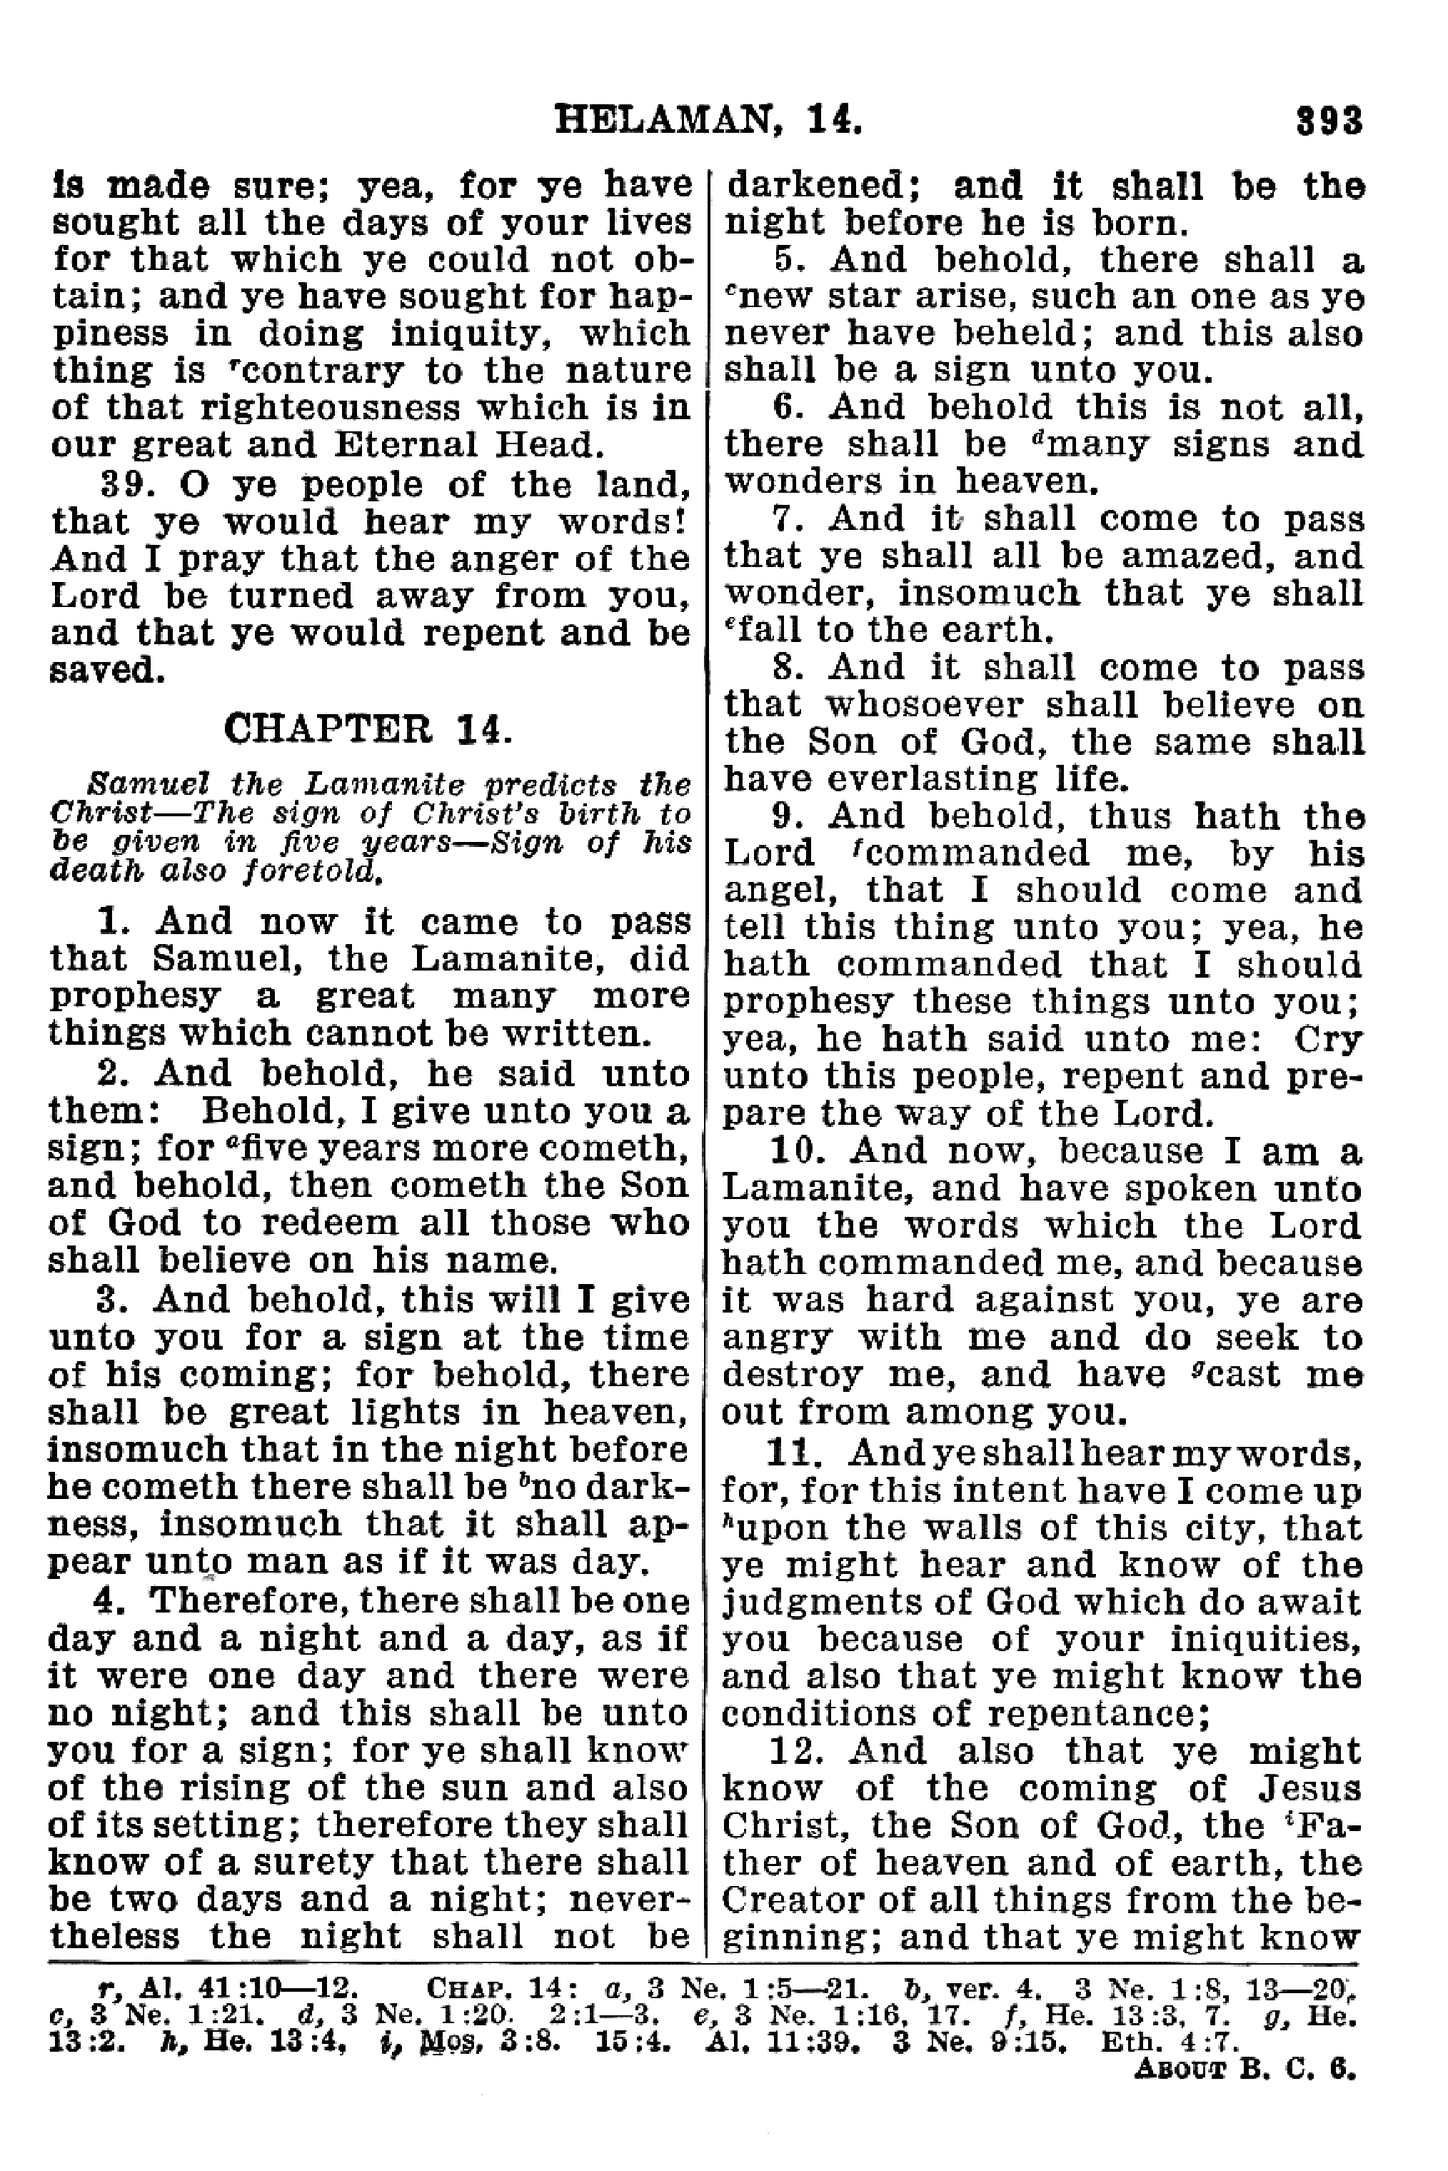 HELAMAN, 14. 393
is made sure; yea, for ye have
sought all the days of your lives
for that which ye could not ob-
tain; and ye have sought for hap-
piness in doing iniquity, which
thing is rcontrary to the nature
of that righteousness which is in
our great and Eternal Head.
39. O ye people of the land,
that ye would hear my words!
And I pray that the anger of the
Lord be turned away from you,
and that ye would repent and be
saved.
CHAPTER 14.
Samuel the Lamanite predicts the
Christ—The sign of Christ's birth to
be given in five years—Sign of his
death also foretold.
1. And now it came to pass
that Samuel, the Lamanite, did
prophesy a great many more
things which cannot be written.
2. And behold, he said unto
them: Behold, I give unto you a
sign; for afive years more cometh,
and behold, then cometh the Son
of God to redeem all those who
shall believe on his name.
3. And behold, this will I give
unto you for a sign at the time
of his coming; for behold, there
shall be great lights in heaven,
insomuch that in the night before
he cometh there shall be bno dark-
ness, insomuch that it shall ap-
pear unto man as if it was day.
4. Therefore, there shall be one
day and a night and a day, as if
it were one day and there were
no night; and this shall be unto
you for a sign; for ye shall know
of the rising of the sun and also
of its setting; therefore they shall
know of a surety that there shall
be two days and a night; never-
theless the night shall not be
darkened; and it shall be the
night before he is born.
5. And behold, there shall a
cnew star arise, such an one as ye
never have beheld; and this also
shall be a sign unto you.
6. And behold this is not all,
there shall be dmany signs and
wonders in heaven.
7. And it shall come to pass
that ye shall all be amazed, and
wonder, insomuch that ye shall
efall to the earth.
8. And it shall come to pass
that whosoever shall believe on
the Son of God, the same shall
have everlasting life.
9. And behold, thus hath the
Lord fcommanded me, by his
angel, that I should come and
tell this thing unto you; yea, he
hath commanded that I should
prophesy these things unto you;
yea, he hath said unto me: Cry
unto this people, repent and pre-
pare the way of the Lord.
10. And now, because I am a
Lamanite, and have spoken unto
you the words which the Lord
hath commanded me, and because
it was hard against you, ye are
angry with me and do seek to
destroy me, and have gcast me
out from among you.
11. And ye shall hear my words,
for, for this intent have I come up
hupon the walls of this city, that
ye might hear and know of the
judgments of God which do await
you because of your iniquities,
and also that ye might know the
conditions of repentance;
12. And also that ye might
know of the coming of Jesus
Christ, the Son of God, the iFa-
ther of heaven and of earth, the
Creator of all things from the be-
ginning; and that ye might know
r, Al. 41:10—12. CHAP. 14: a, 3 Ne. 1:5—21. b, ver. 4. 3 Ne. 1:8, 13—20.
c, 3 Ne. 1:21. d, 3 Ne. 1:20. 2:1—3. e, 3 Ne. 1:16, 17. f, He. 13:3, 7. g, He.
13:2. h, He. 13:4. i, Mos. 3:8. 15:4. Al. 11:39. 3 Ne. 9:15. Eth. 4:7.
ABOUT B. C. 6.